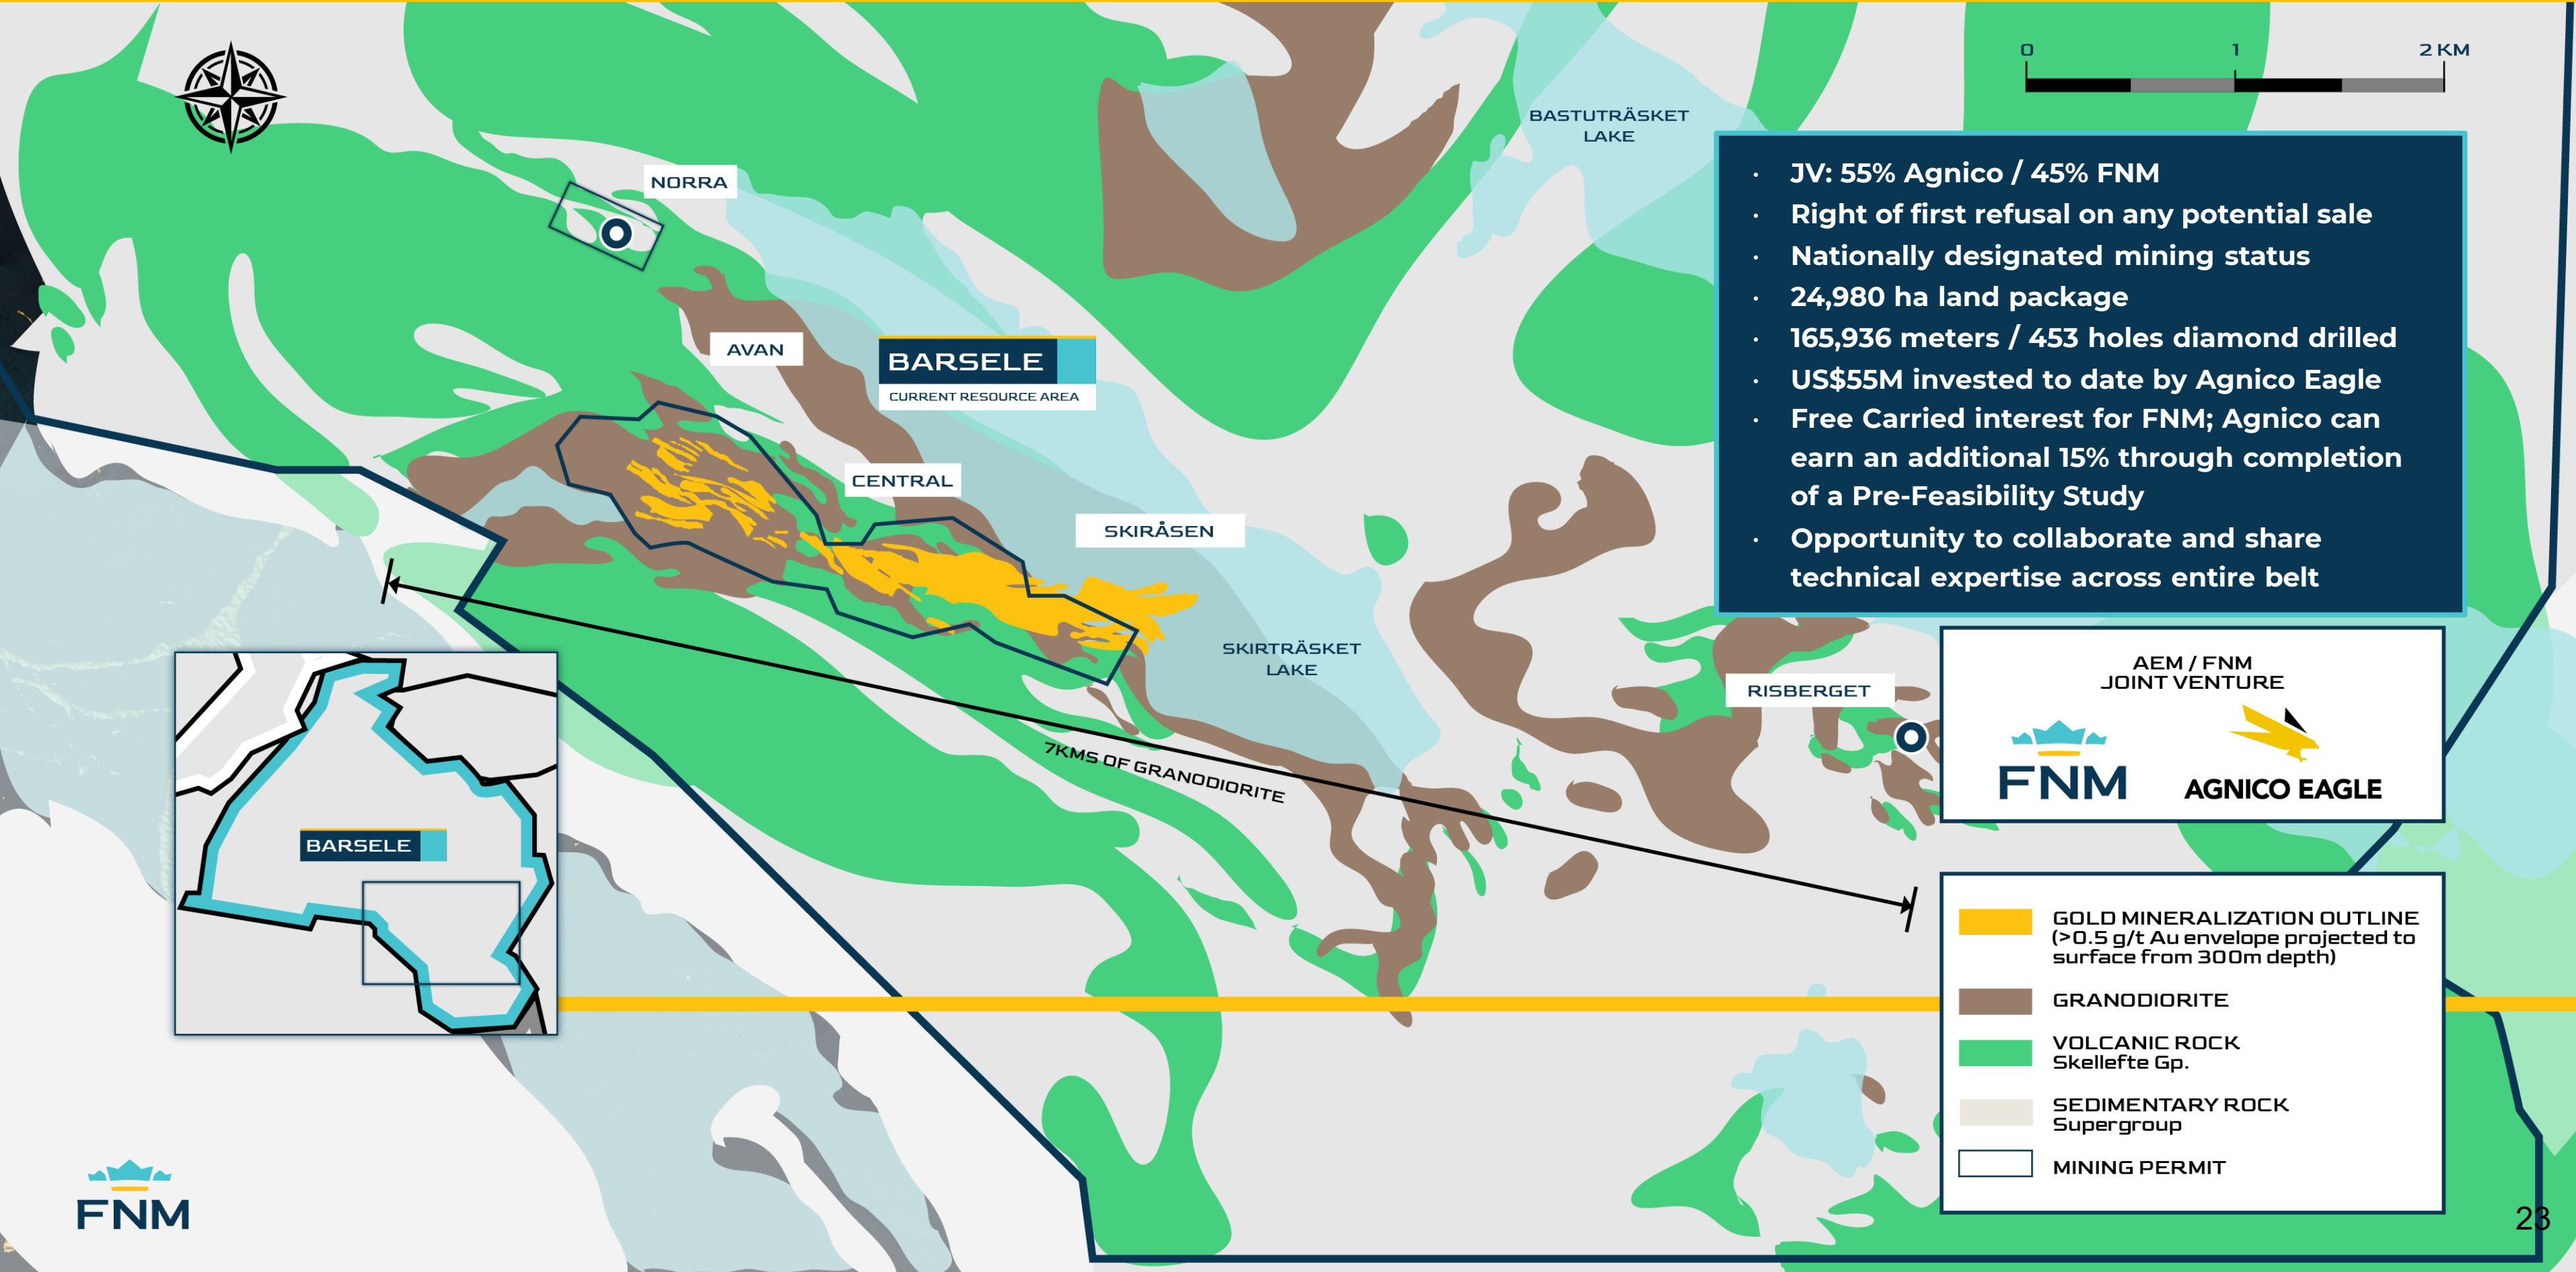 0 1 2 KM
BASTUTRÄSKET
LAKE
NORRA
AVAN
BARSELE
CURRENT RESOURCE AREA
CENTRAL
SKIRÅSEN
SKIRTRÄSKET
LAKE
RISBERGET
7KMS OF GRANODIORITE
· JV: 55% Agnico / 45% FNM
· Right of first refusal on any potential sale
· Nationally designated mining status
· 24,980 ha land package
· 165,936 meters / 453 holes diamond drilled
· US$55M invested to date by Agnico Eagle
· Free Carried interest for FNM; Agnico can
earn an additional 15% through completion
of a Pre-Feasibility Study
· Opportunity to collaborate and share
technical expertise across entire belt
AEM / FNM
JOINT VENTURE
FNM
AGNICO EAGLE
BARSELE
GOLD MINERALIZATION OUTLINE
(>0.5 g/t Au envelope projected to
surface from 300m depth)
GRANODIORITE
VOLCANIC ROCK
Skellefte Gp.
SEDIMENTARY ROCK
Supergroup
MINING PERMIT
FNM
23